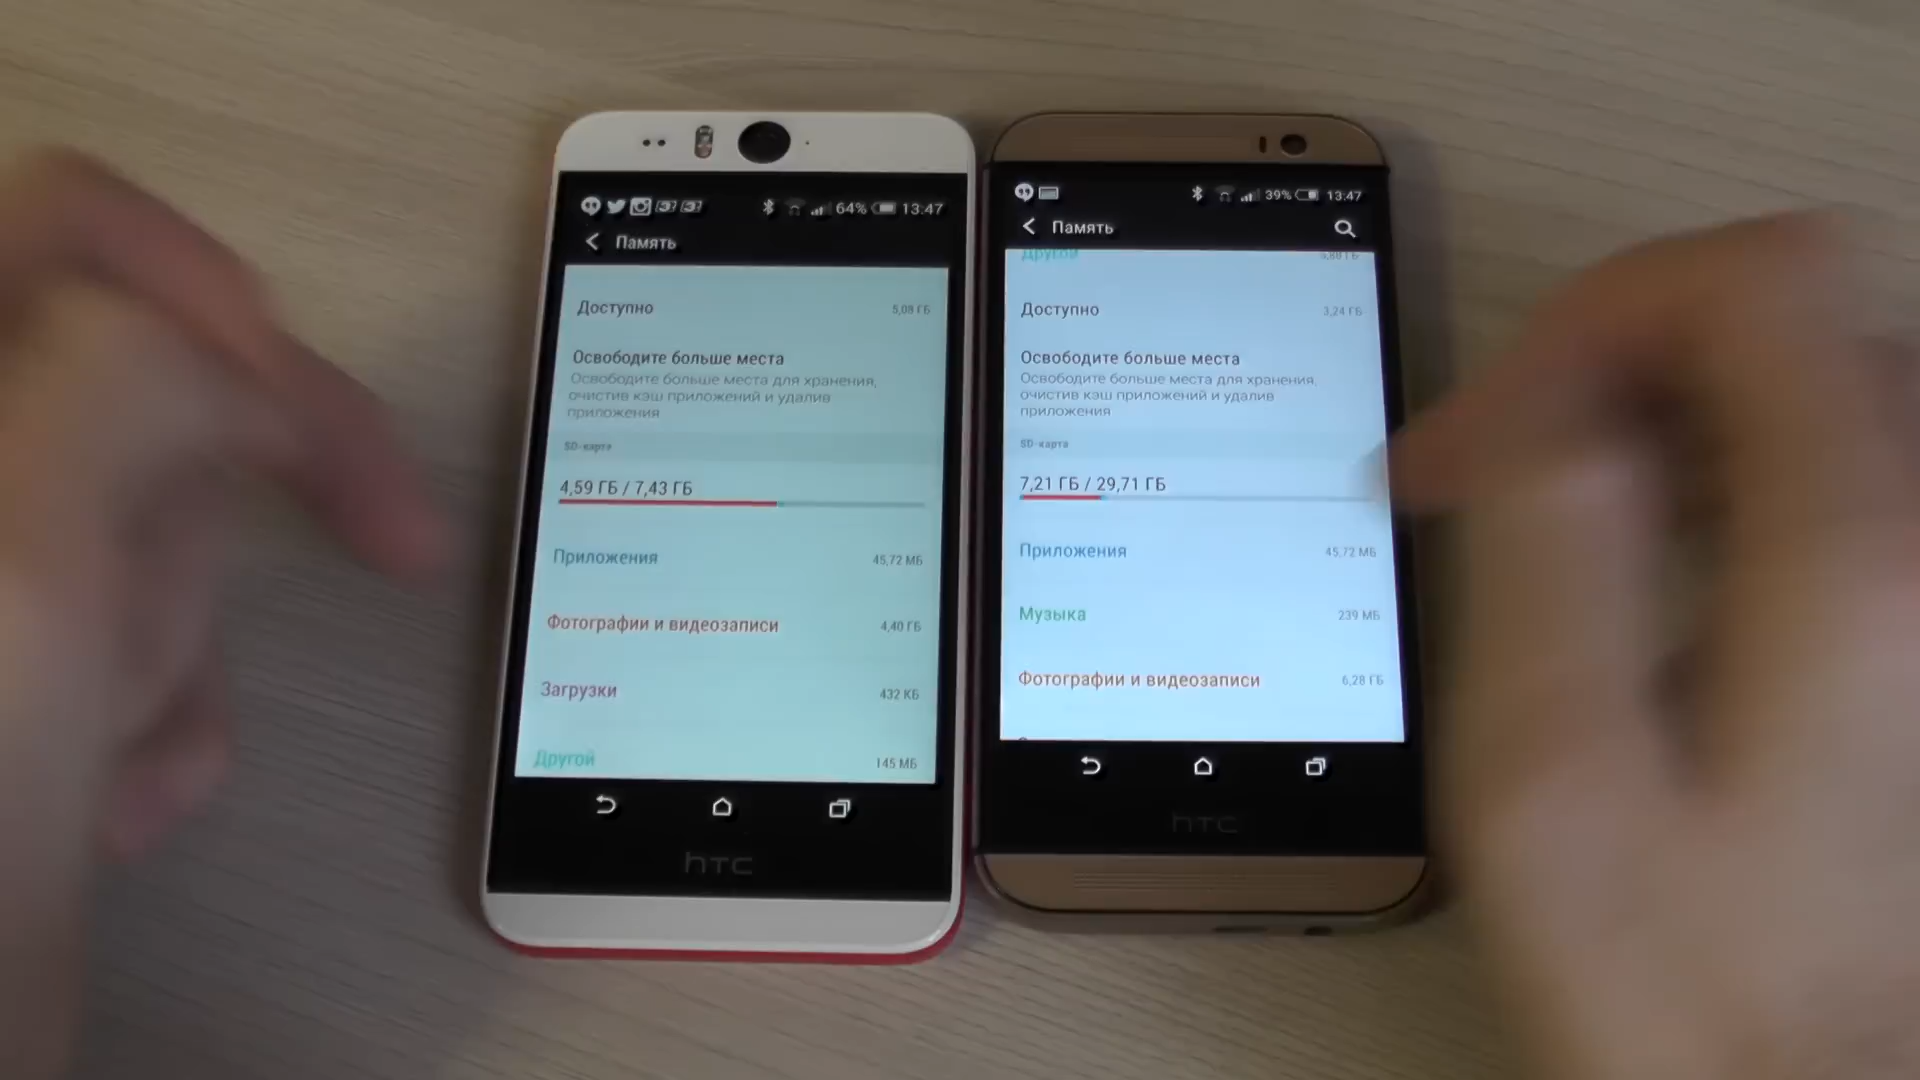 64% 13:47
Память
Доступно 5,08 ГБ
Освободите больше места
Освободите больше места для хранения,
очистив кэш приложений и удалив
приложения
SD-карта
4,59 ГБ / 7,43 ГБ
Приложения 45,72 МБ
Фотографии и видеозаписи 4,40 ГБ
Загрузки 432 КБ
Другой 145 МБ
hTC
39% 13:47
Память
Другой
Доступно 3,24 ГБ
Освободите больше места
Освободите больше места для хранения,
очистив кэш приложений и удалив
приложения
SD-карта
7,21 ГБ / 29,71 ГБ
Приложения 45,72 МБ
Музыка 239 МБ
Фотографии и видеозаписи 6,28 ГБ
hTC